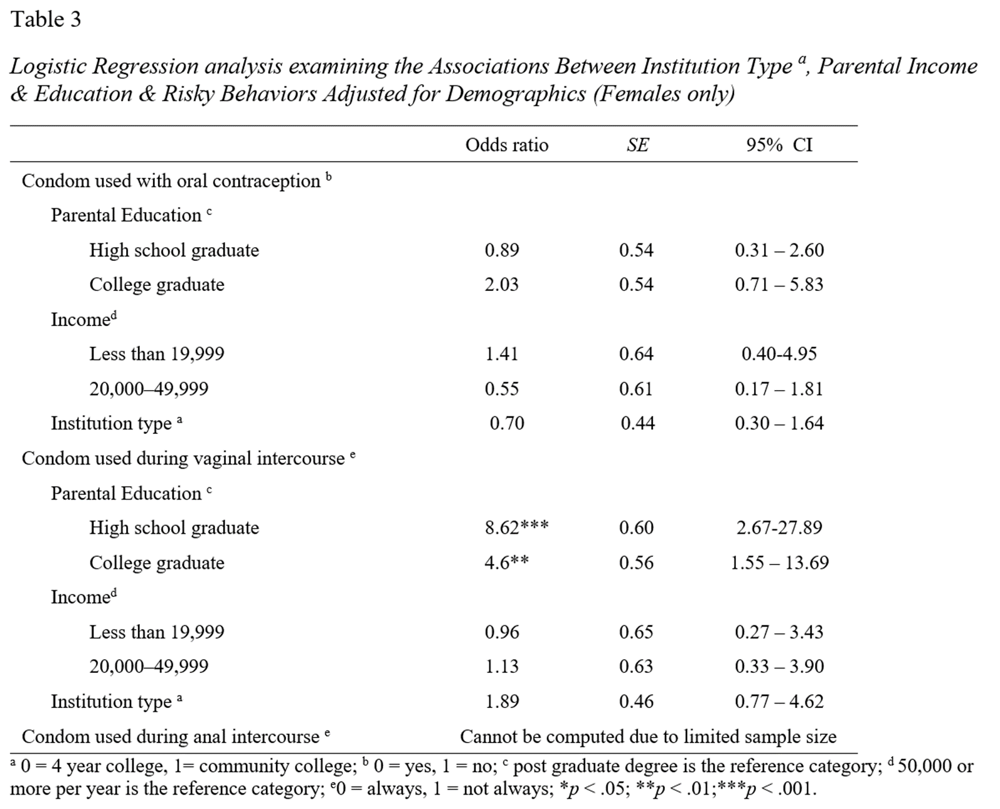 Table 3
Logistic Regression analysis examining the Associations Between Institution Type ᵃ, Parental Income
& Education & Risky Behaviors Adjusted for Demographics (Females only)
Odds ratio SE 95% CI
Condom used with oral contraception ᵇ
Parental Education ᶜ
High school graduate 0.89 0.54 0.31 – 2.60
College graduate 2.03 0.54 0.71 – 5.83
Incomeᵈ
Less than 19,999 1.41 0.64 0.40-4.95
20,000–49,999 0.55 0.61 0.17 – 1.81
Institution type ᵃ 0.70 0.44 0.30 – 1.64
Condom used during vaginal intercourse ᵉ
Parental Education ᶜ
High school graduate 8.62*** 0.60 2.67-27.89
College graduate 4.6** 0.56 1.55 – 13.69
Incomeᵈ
Less than 19,999 0.96 0.65 0.27 – 3.43
20,000–49,999 1.13 0.63 0.33 – 3.90
Institution type ᵃ 1.89 0.46 0.77 – 4.62
Condom used during anal intercourse ᵉ Cannot be computed due to limited sample size
ᵃ 0 = 4 year college, 1= community college; ᵇ 0 = yes, 1 = no; ᶜ post graduate degree is the reference category; ᵈ 50,000 or
more per year is the reference category; ᵉ0 = always, 1 = not always; *p < .05; **p < .01;***p < .001.